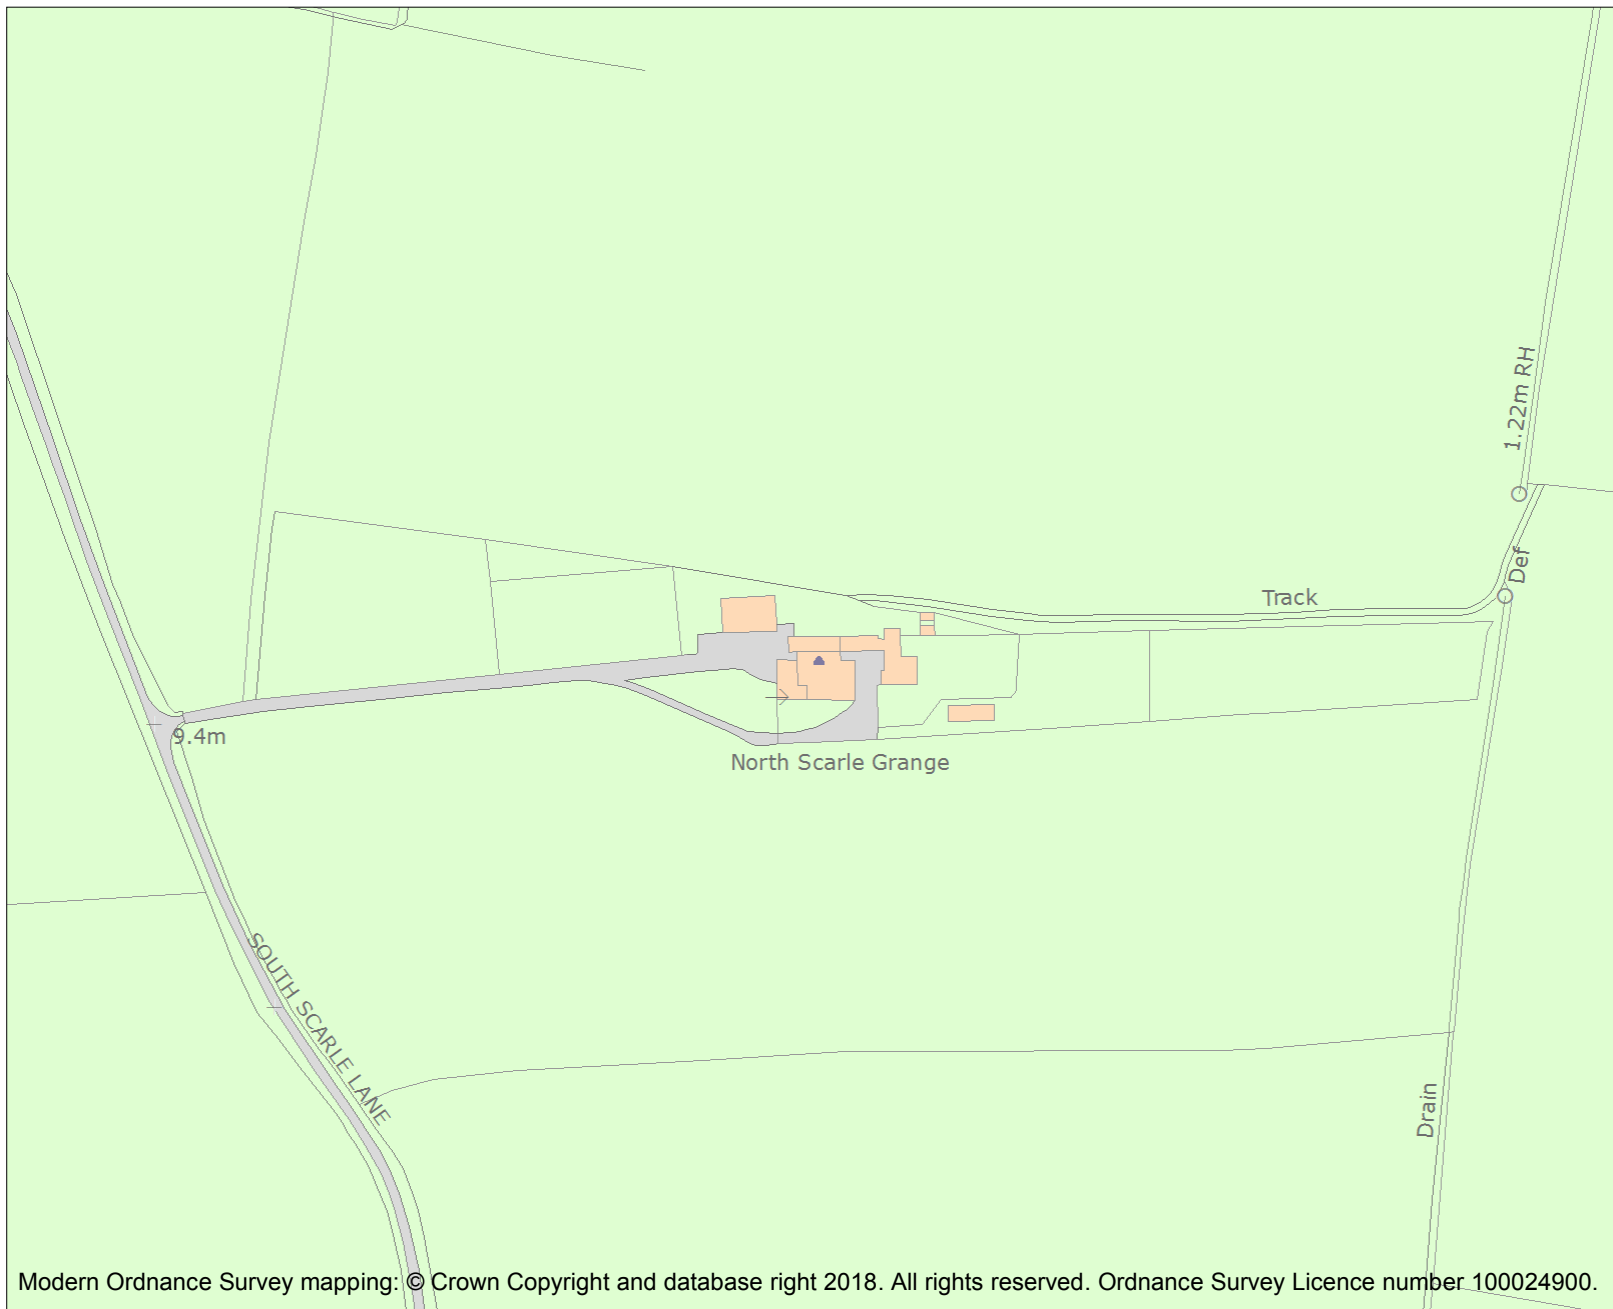 1.22m RH
Def
Track
9.4m
North Scarle Grange
SOUTH SCARLE LANE
Drain
Modern Ordnance Survey mapping: © Crown Copyright and database right 2018. All rights reserved. Ordnance Survey Licence number 100024900.